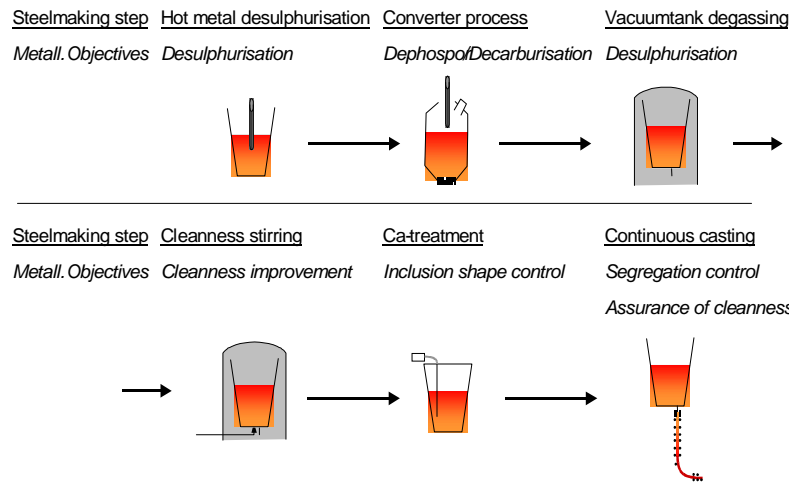 Steelmaking step Hot metal desulphurisation Converter process Vacuumtank degassing
Metall. Objectives Desulphurisation Dephospo/Decarburisation Desulphurisation
Steelmaking step Cleanness stirring Ca-treatment Continuous casting
Metall. Objectives Cleanness improvement Inclusion shape control Segregation control
Assurance of cleanness